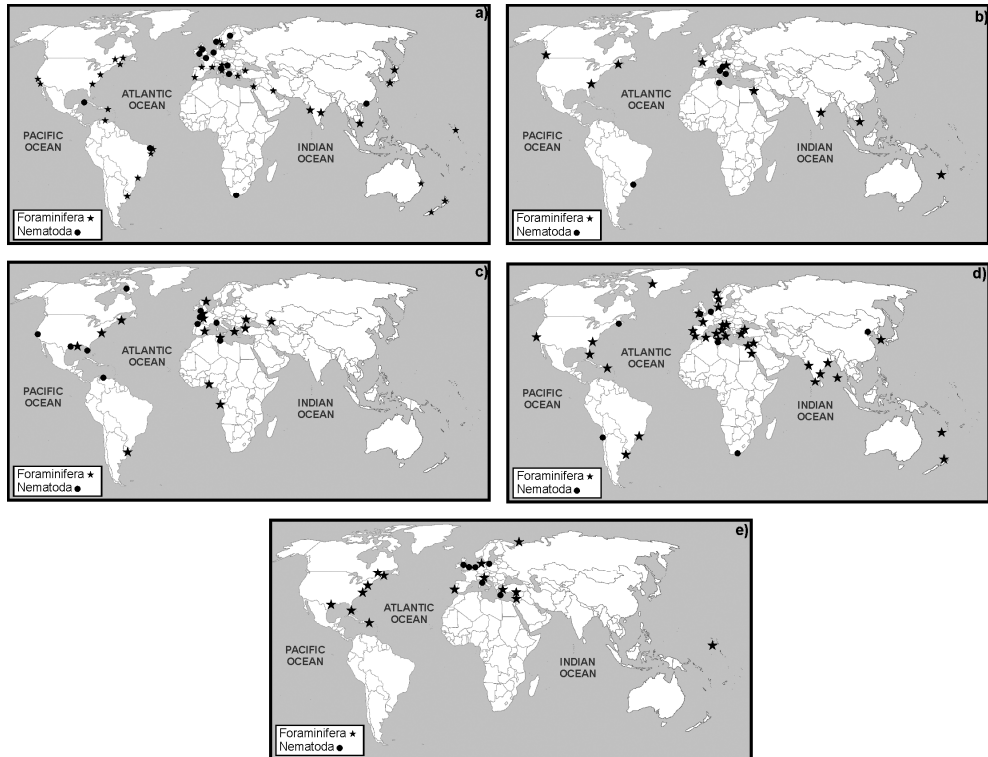 a)
ATLANTIC
OCEAN
PACIFIC
OCEAN
INDIAN
OCEAN
Foraminifera
Nematoda
b)
ATLANTIC
OCEAN
PACIFIC
OCEAN
INDIAN
OCEAN
Foraminifera
Nematoda
c)
ATLANTIC
OCEAN
PACIFIC
OCEAN
INDIAN
OCEAN
Foraminifera
Nematoda
d)
ATLANTIC
OCEAN
PACIFIC
OCEAN
INDIAN
OCEAN
Foraminifera
Nematoda
e)
ATLANTIC
OCEAN
PACIFIC
OCEAN
INDIAN
OCEAN
Foraminifera
Nematoda